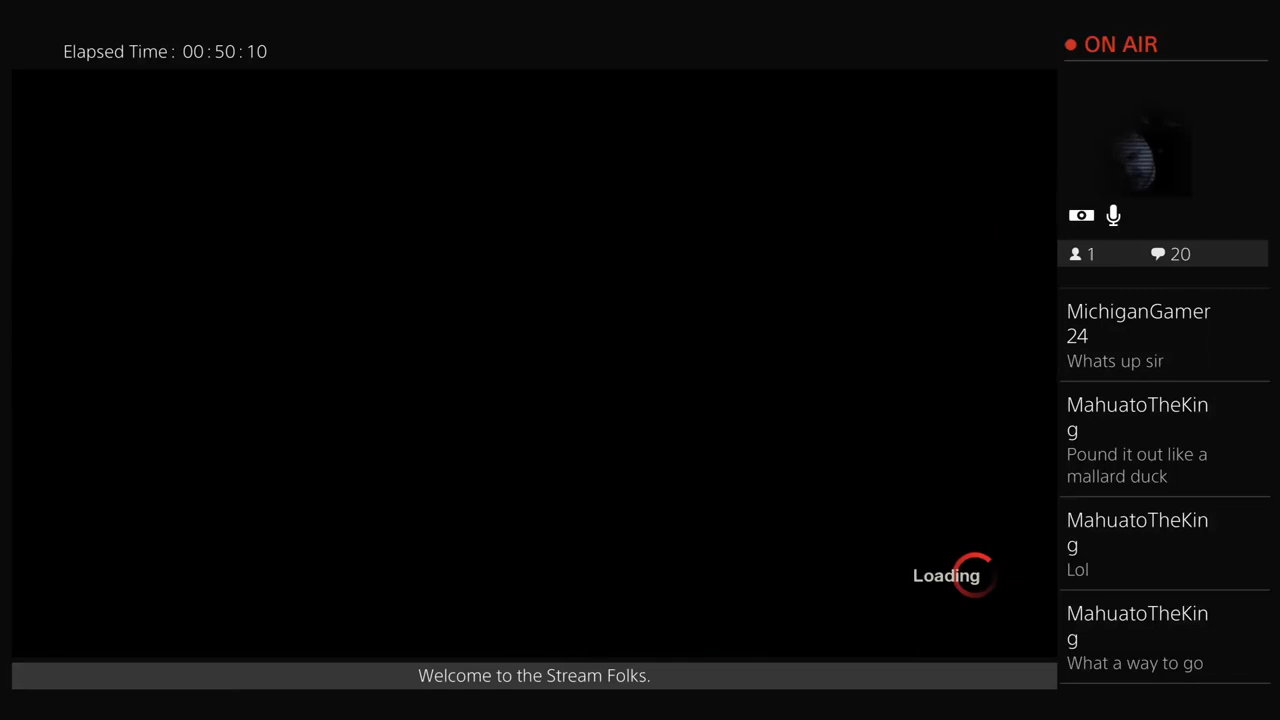 Elapsed Time : 00:50:10
ON AIR
1 20
MichiganGamer
24
Whats up sir
MahuatoTheKin
g
Pound it out like a
mallard duck
MahuatoTheKin
g
Lol
MahuatoTheKin
g
What a way to go
Loading
Welcome to the Stream Folks.